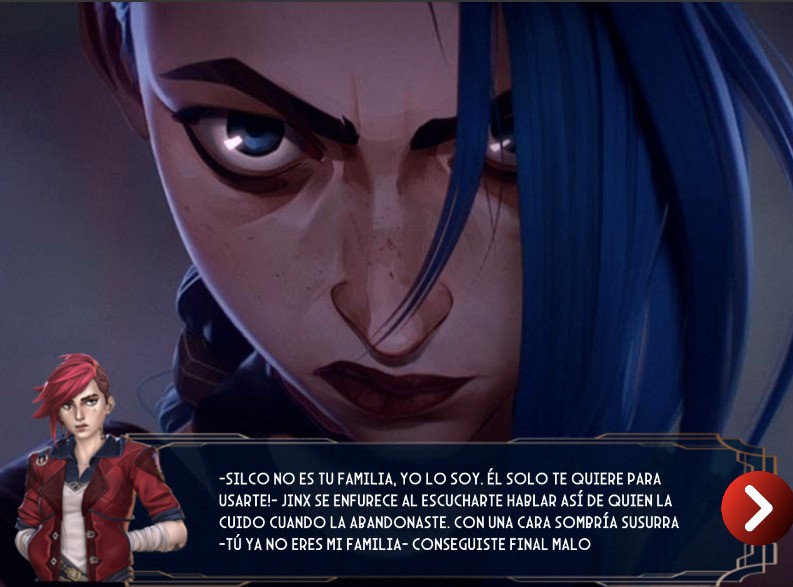 -SILCO NO ES TU FAMILIA, YO LO SOY. ÉL SOLO TE QUIERE PARA
USARTE!- JINX SE ENFURECE AL ESCUCHARTE HABLAR ASÍ DE QUIEN LA
CUIDO CUANDO LA ABANDONASTE. CON UNA CARA SOMBRÍA SUSURRA
-TÚ YA NO ERES MI FAMILIA- CONSEGUISTE FINAL MALO